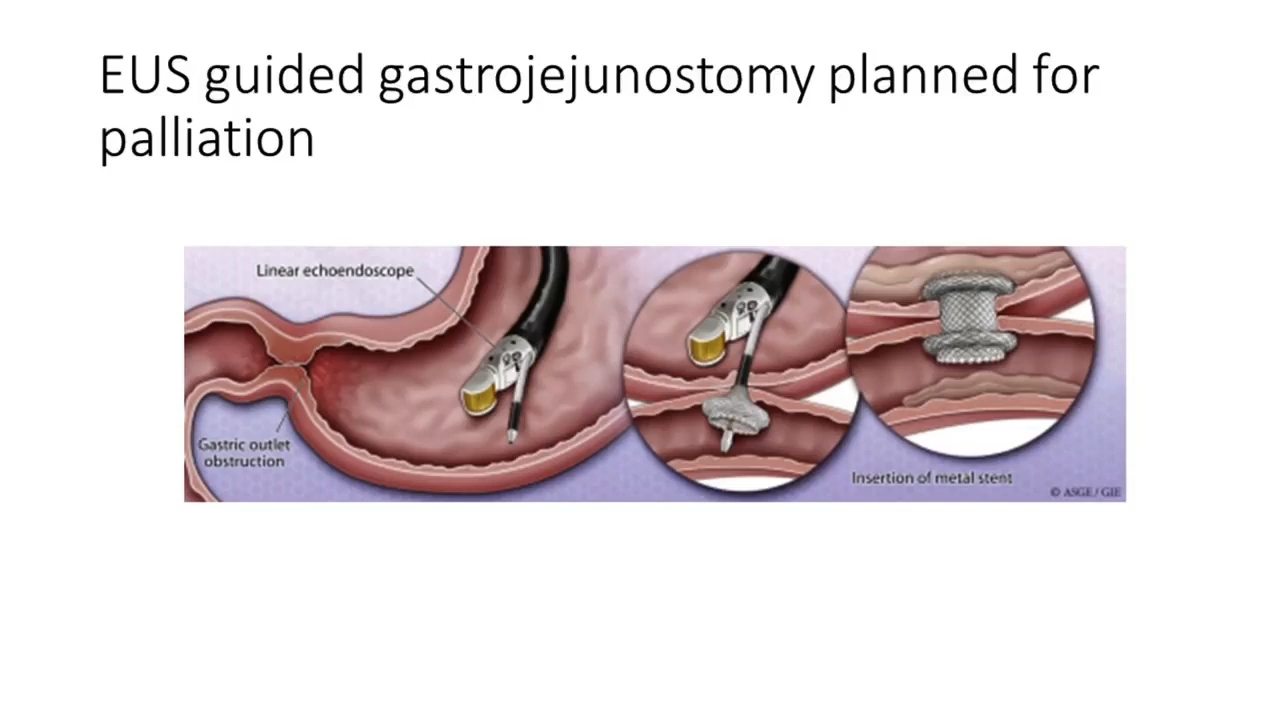 EUS guided gastrojejunostomy planned for
palliation
Linear echoendoscope
Gastric outlet
obstruction
Insertion of metal stent
© ASGE / GIE